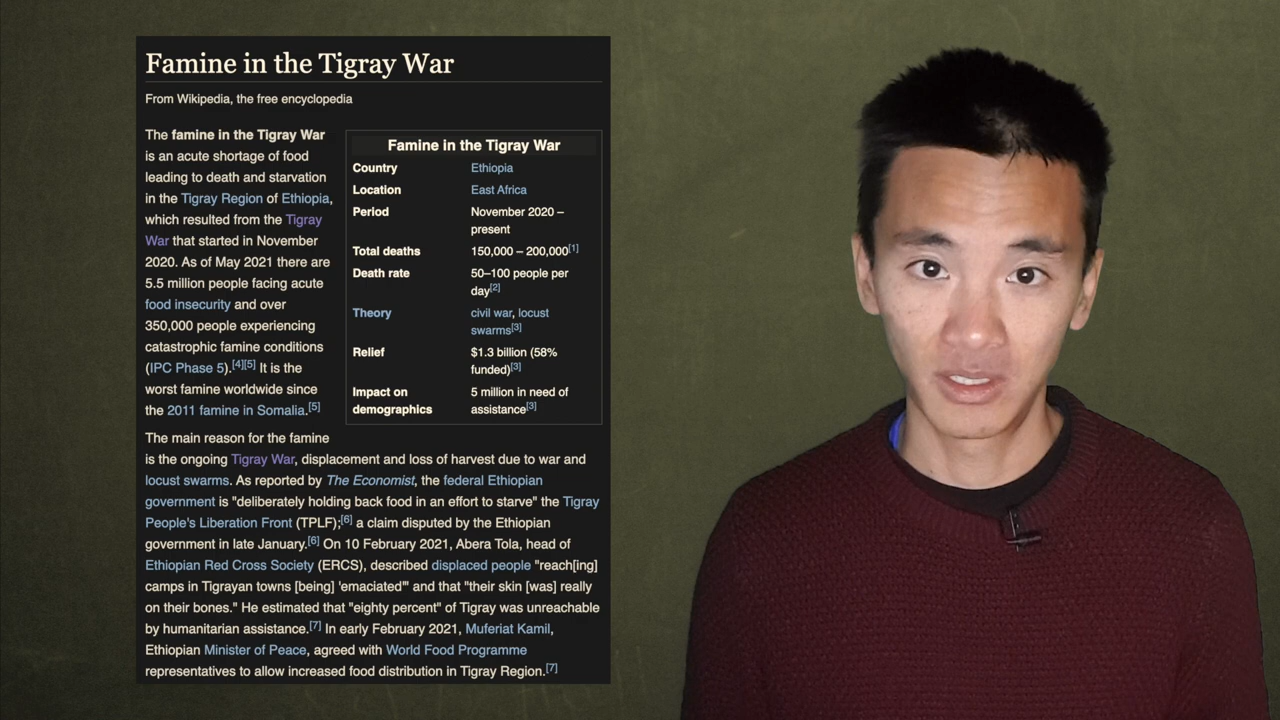 Famine in the Tigray War
From Wikipedia, the free encyclopedia
The famine in the Tigray War
is an acute shortage of food
leading to death and starvation
in the Tigray Region of Ethiopia,
which resulted from the Tigray
War that started in November
2020. As of May 2021 there are
5.5 million people facing acute
food insecurity and over
350,000 people experiencing
catastrophic famine conditions
(IPC Phase 5).[4][5] It is the
worst famine worldwide since
the 2011 famine in Somalia.[5]
Famine in the Tigray War
Country Ethiopia
Location East Africa
Period November 2020 –
present
Total deaths 150,000 – 200,000[1]
Death rate 50–100 people per
day[2]
Theory civil war, locust
swarms[3]
Relief $1.3 billion (58%
funded)[3]
Impact on 5 million in need of
demographics assistance[3]
The main reason for the famine
is the ongoing Tigray War, displacement and loss of harvest due to war and
locust swarms. As reported by The Economist, the federal Ethiopian
government is "deliberately holding back food in an effort to starve" the Tigray
People's Liberation Front (TPLF);[6] a claim disputed by the Ethiopian
government in late January.[6] On 10 February 2021, Abera Tola, head of
Ethiopian Red Cross Society (ERCS), described displaced people "reach[ing]
camps in Tigrayan towns [being] 'emaciated'" and that "their skin [was] really
on their bones." He estimated that "eighty percent" of Tigray was unreachable
by humanitarian assistance.[7] In early February 2021, Muferiat Kamil,
Ethiopian Minister of Peace, agreed with World Food Programme
representatives to allow increased food distribution in Tigray Region.[7]